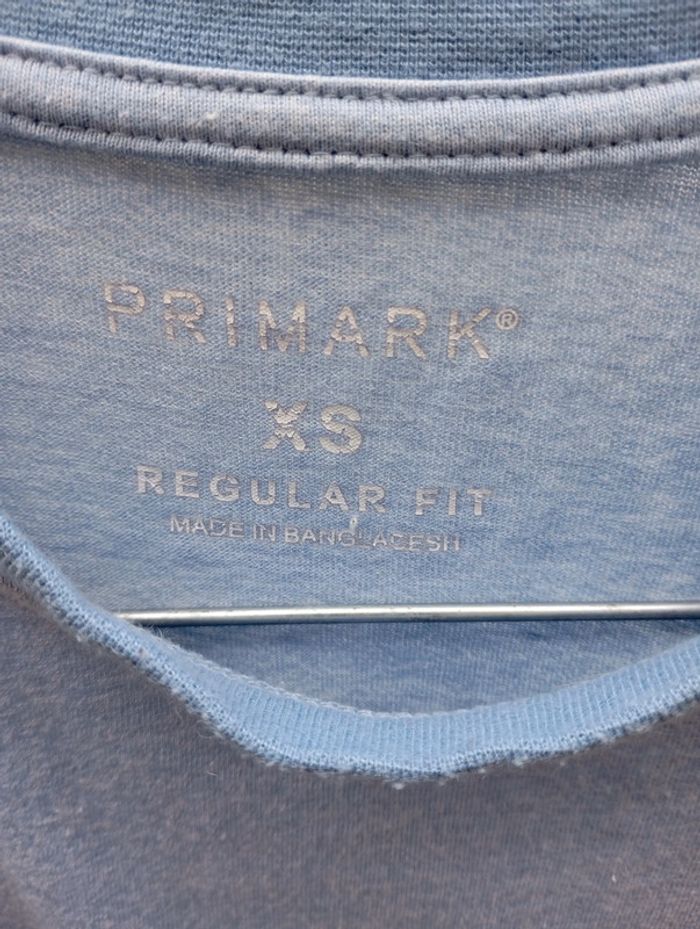 PRIMARK®
XS
REGULAR FIT
MADE IN BANGLADESH